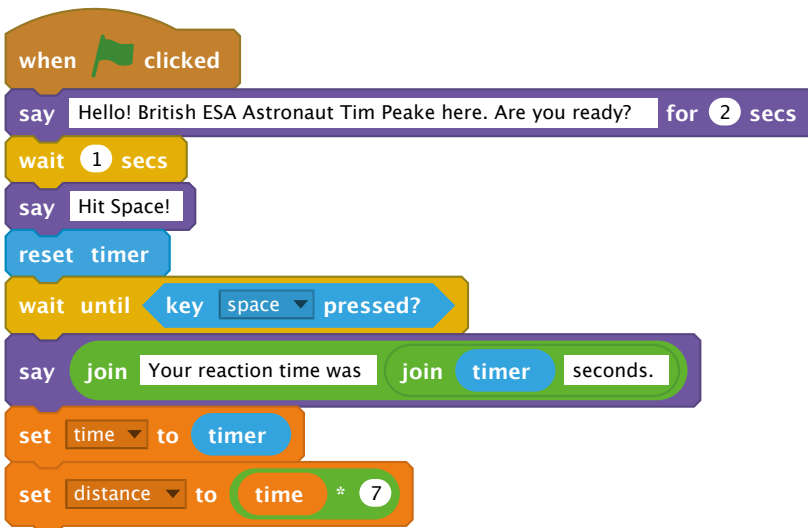 when clicked
say Hello! British ESA Astronaut Tim Peake here. Are you ready? for 2 secs
wait 1 secs
say Hit Space!
reset timer
wait until key space pressed?
say join Your reaction time was join timer seconds.
set time to timer
set distance to time * 7